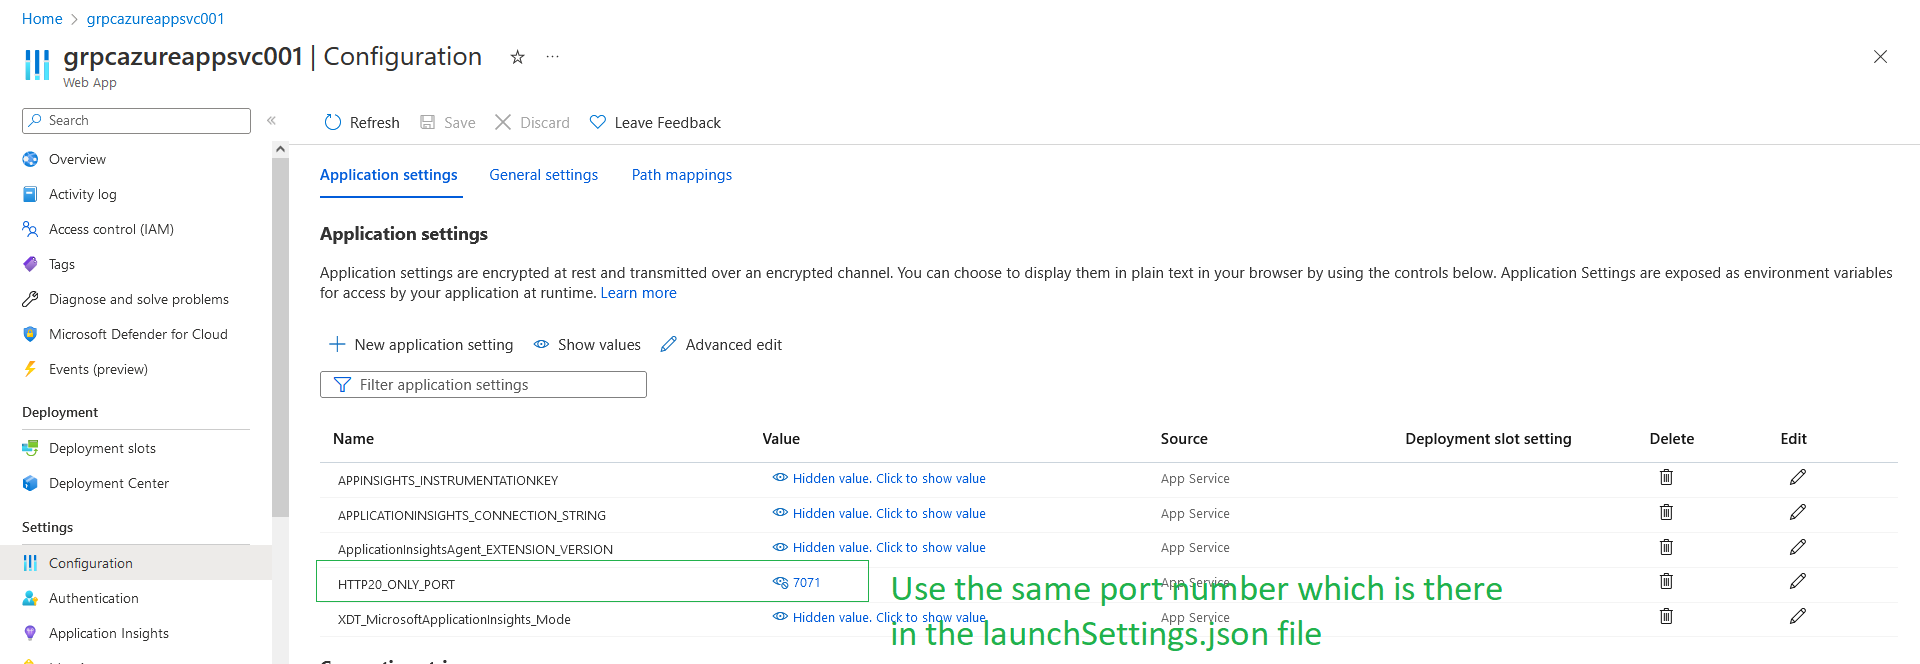 Home > grpcazureappsvc001
grpcazureappsvc001 | Configuration
Web App
Search
Overview
Activity log
Access control (IAM)
Tags
Diagnose and solve problems
Microsoft Defender for Cloud
Events (preview)
Deployment
Deployment slots
Deployment Center
Settings
Configuration
Authentication
Application Insights
Refresh Save Discard Leave Feedback
Application settings General settings Path mappings
Application settings
Application settings are encrypted at rest and transmitted over an encrypted channel. You can choose to display them in plain text in your browser by using the controls below. Application Settings are exposed as environment variables
for access by your application at runtime. Learn more
New application setting Show values Advanced edit
Filter application settings
Name Value Source Deployment slot setting Delete Edit
APPINSIGHTS_INSTRUMENTATIONKEY Hidden value. Click to show value App Service
APPLICATIONINSIGHTS_CONNECTION_STRING Hidden value. Click to show value App Service
ApplicationInsightsAgent_EXTENSION_VERSION Hidden value. Click to show value App Service
HTTP20_ONLY_PORT 7071 App Service
XDT_MicrosoftApplicationInsights_Mode Hidden value. Click to show value App Service
Use the same port number which is there
in the launchSettings.json file